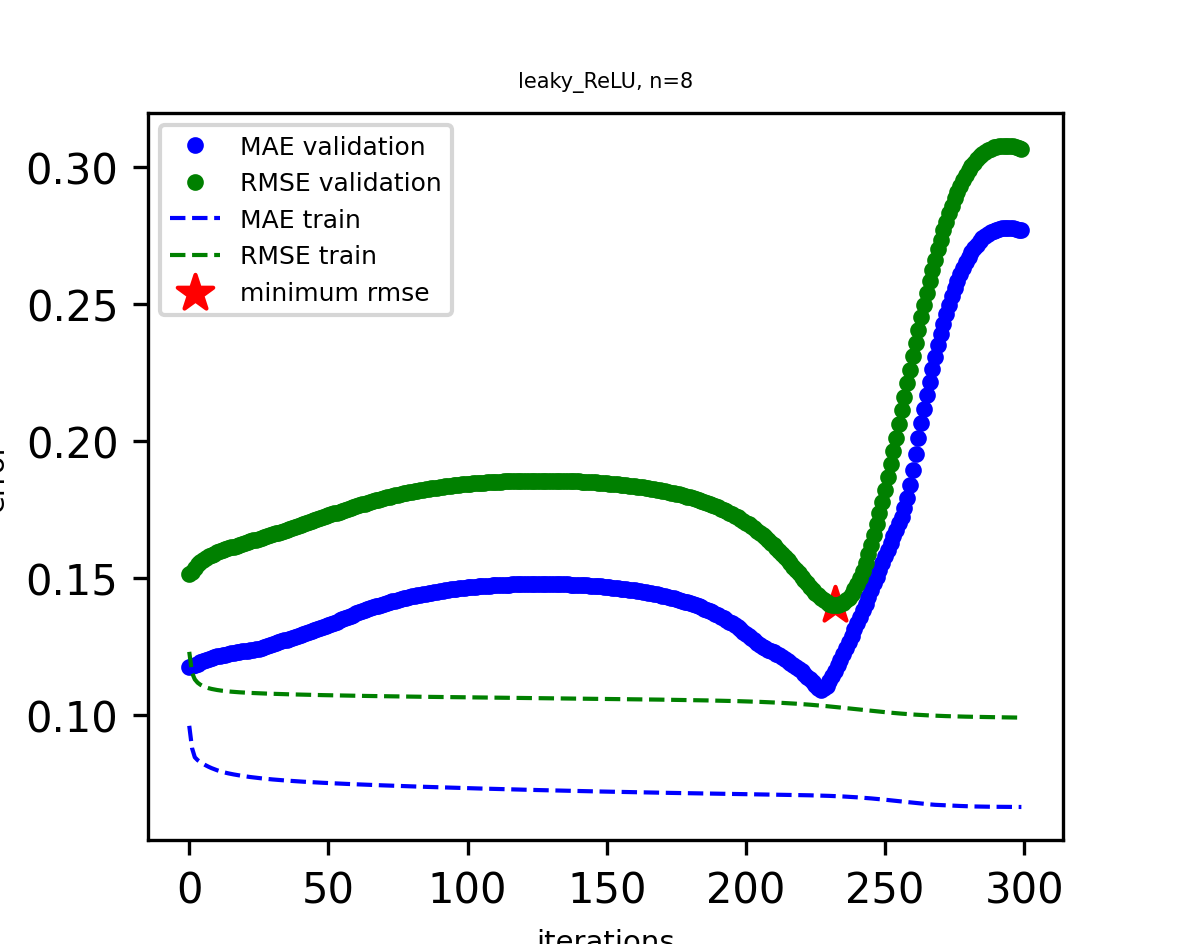 leaky_ReLU, n=8
MAE validation
RMSE validation
MAE train
RMSE train
minimum rmse
0.30
0.25
0.20
0.15
0.10
0 50 100 150 200 250 300
iterations